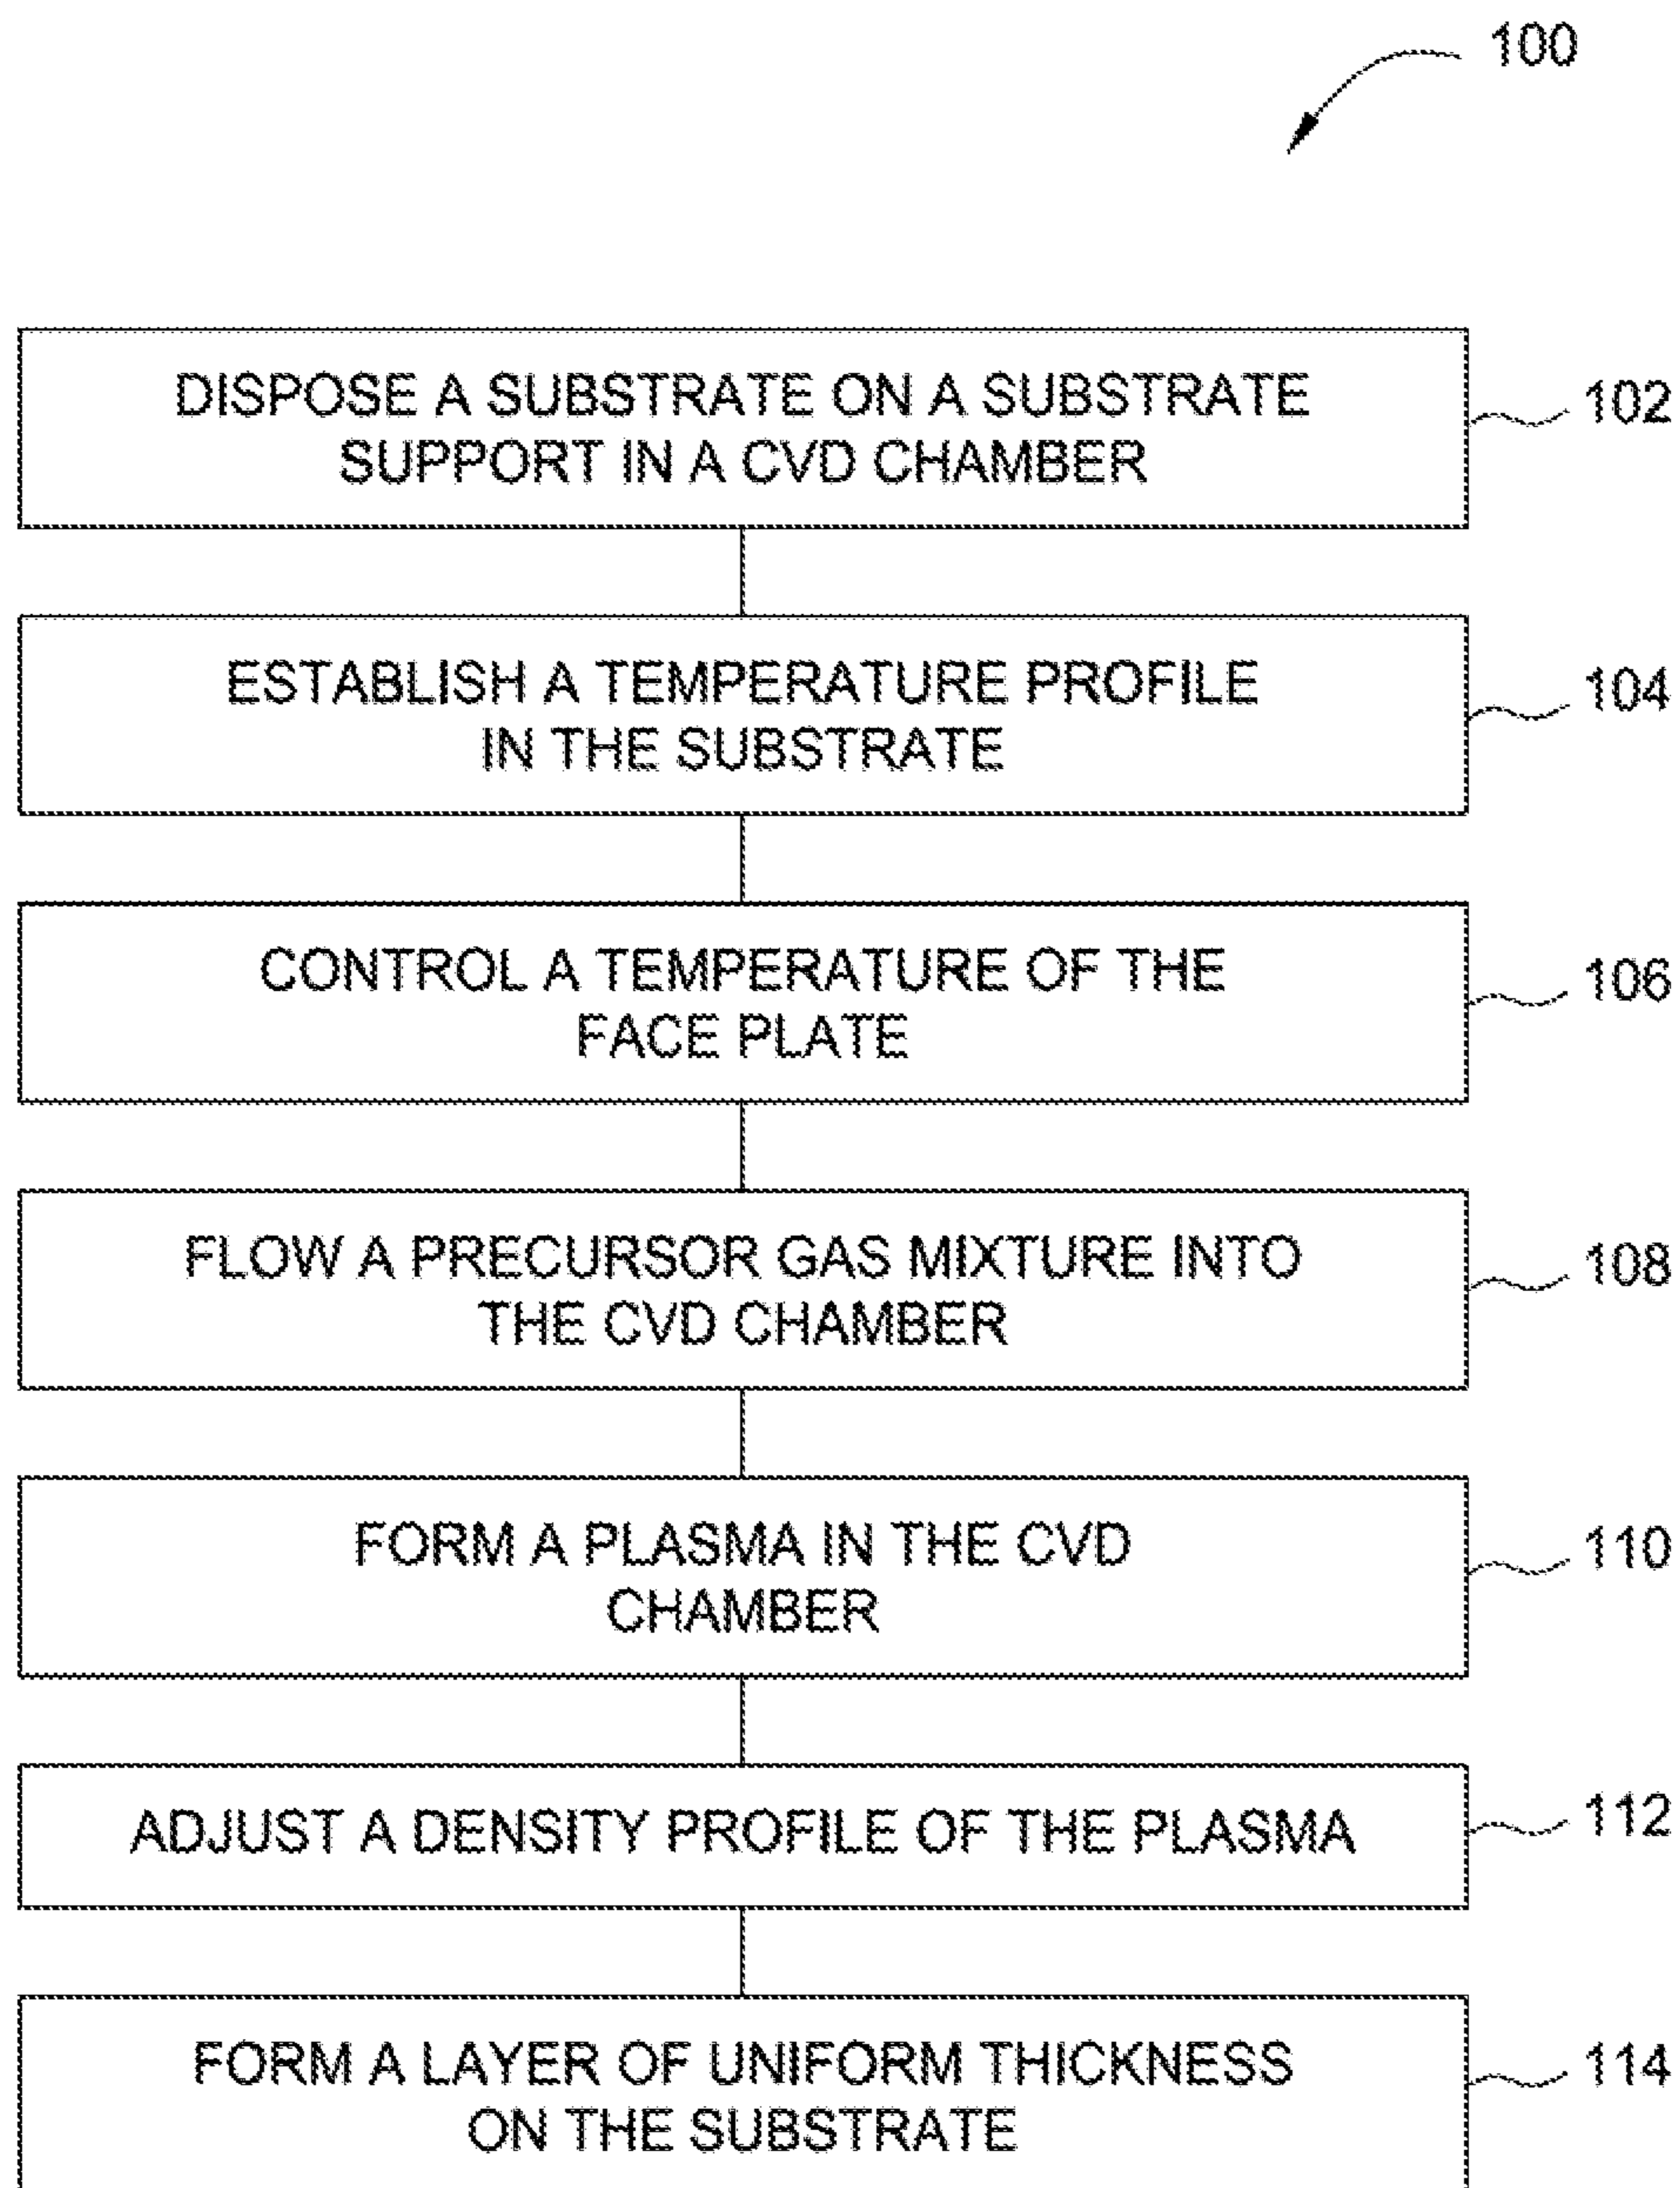 100
DISPOSE A SUBSTRATE ON A SUBSTRATE
SUPPORT IN A CVD CHAMBER
102
ESTABLISH A TEMPERATURE PROFILE
IN THE SUBSTRATE
104
CONTROL A TEMPERATURE OF THE
FACE PLATE
106
FLOW A PRECURSOR GAS MIXTURE INTO
THE CVD CHAMBER
108
FORM A PLASMA IN THE CVD
CHAMBER
110
ADJUST A DENSITY PROFILE OF THE PLASMA
112
FORM A LAYER OF UNIFORM THICKNESS
ON THE SUBSTRATE
114